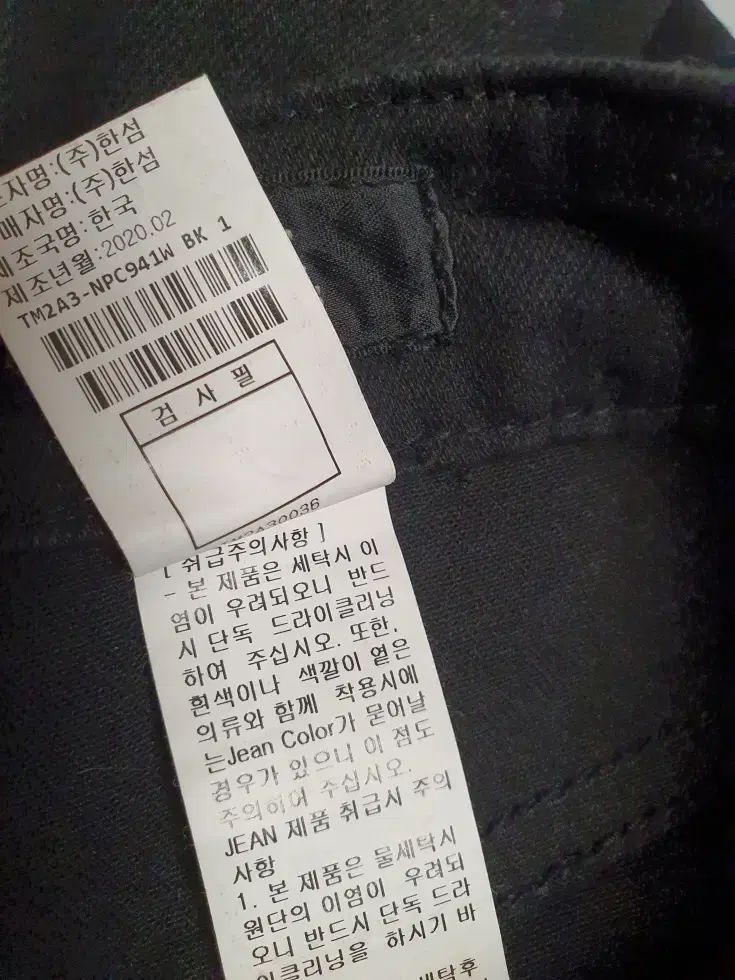 자명:(주)한섬
매자명:(주)한섬
제조국명:한국
제조년월:2020.02
TM2A3-NPC941W BK 1
검 사 필
[ 취급주의사항 ]
- 본 제품은 세탁시 이
염이 우려되오니 반드
시 단독 드라이클리닝
하여 주십시오. 또한,
흰색이나 색깔이 옅은
의류와 함께 착용시에
는Jean Color가 묻어날
경우가 있으니 이 점도
주의하여 주십시오.
JEAN 제품 취급시 주의
사항
1. 본 제품은 물세탁시
원단의 이염이 우려되
오니 반드시 단독 드라
이클리닝을 하시기 바